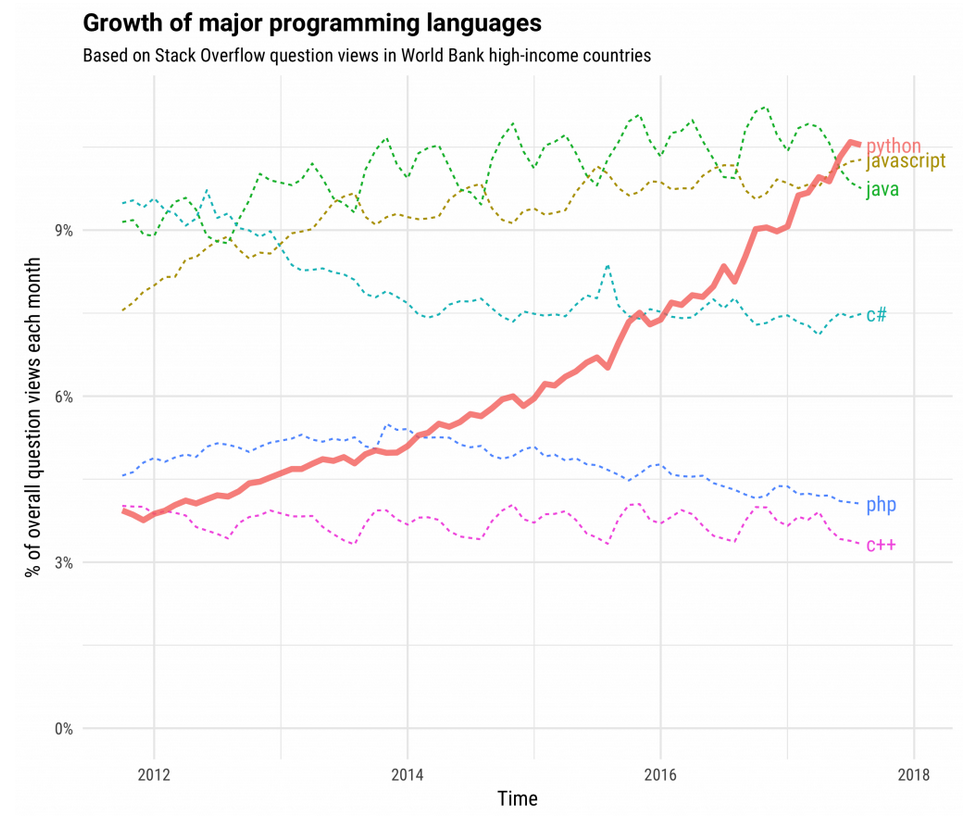 Growth of major programming languages
Based on Stack Overflow question views in World Bank high-income countries
% of overall question views each month
9%
6%
3%
0%
python
javascript
java
c#
php
c++
2012
2014
2016
2018
Time